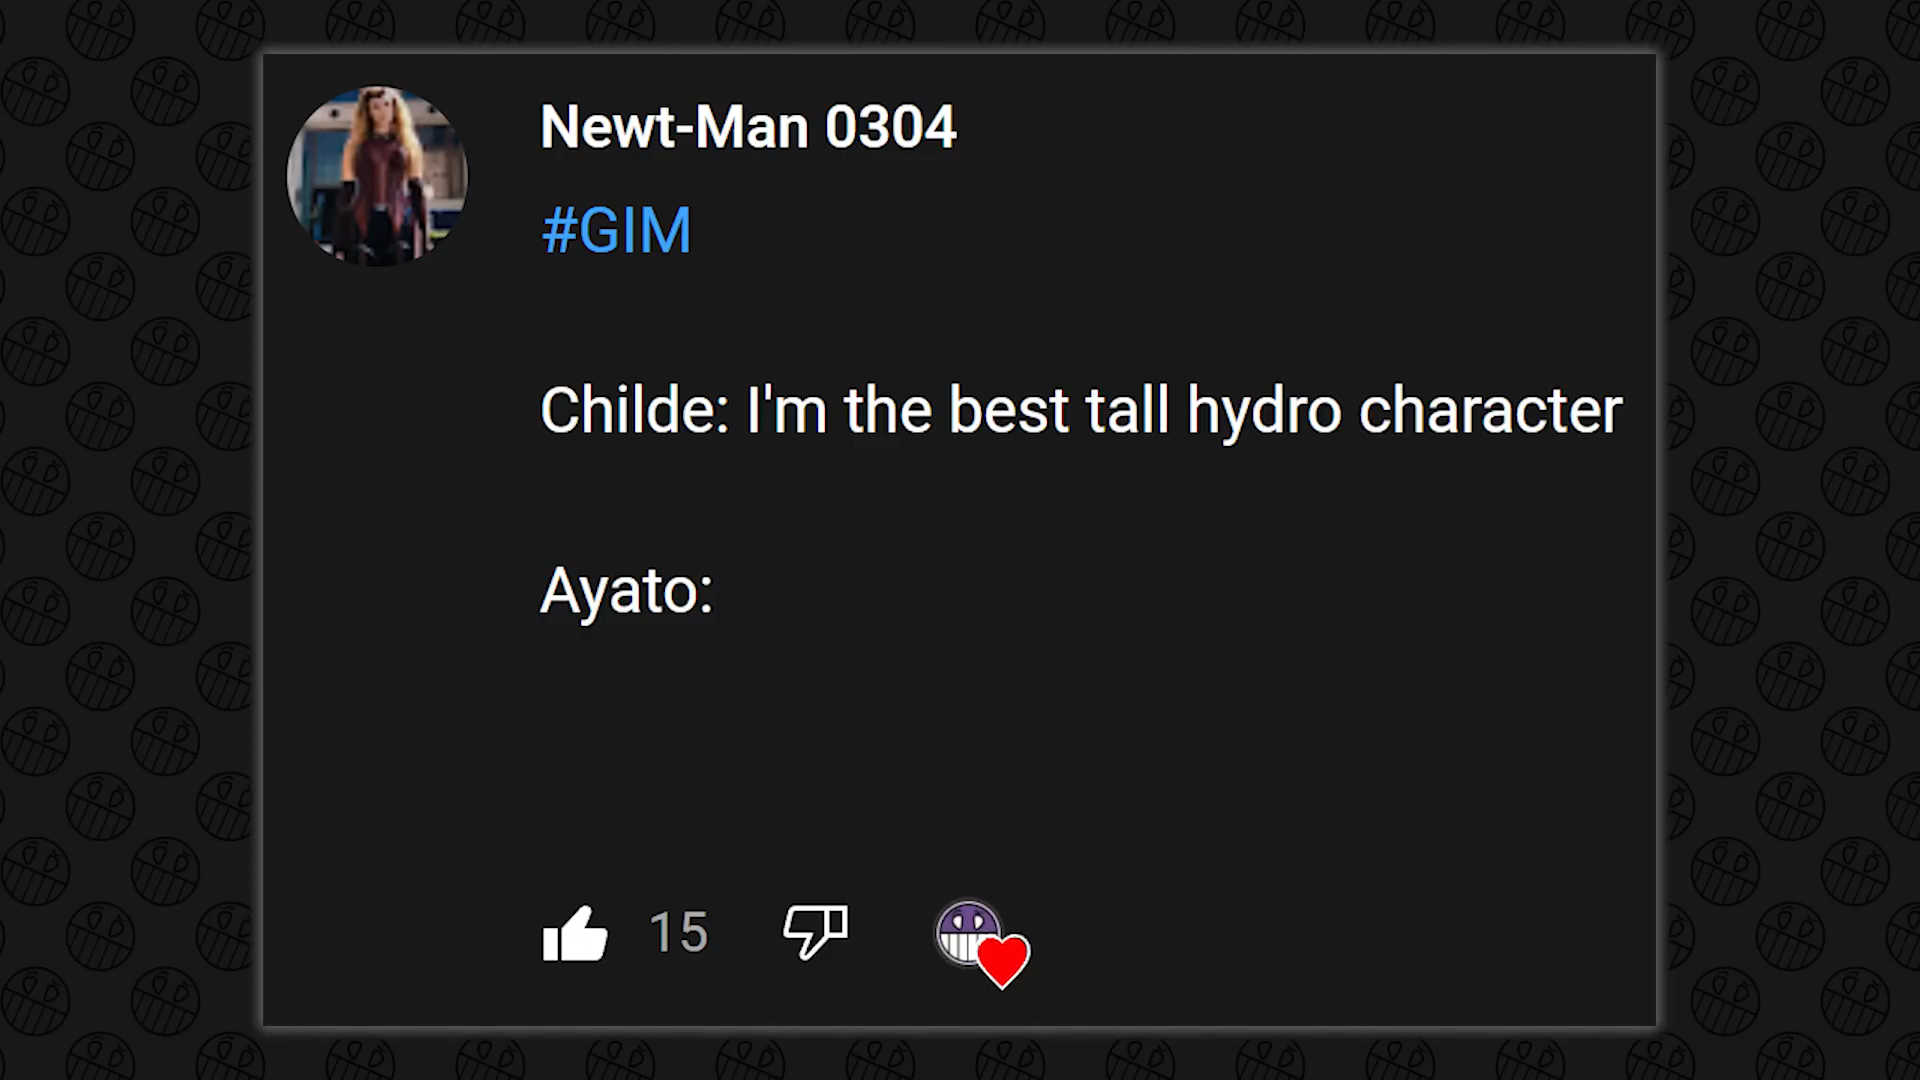 Newt-Man 0304
#GIM
Childe: I'm the best tall hydro character
Ayato:
15